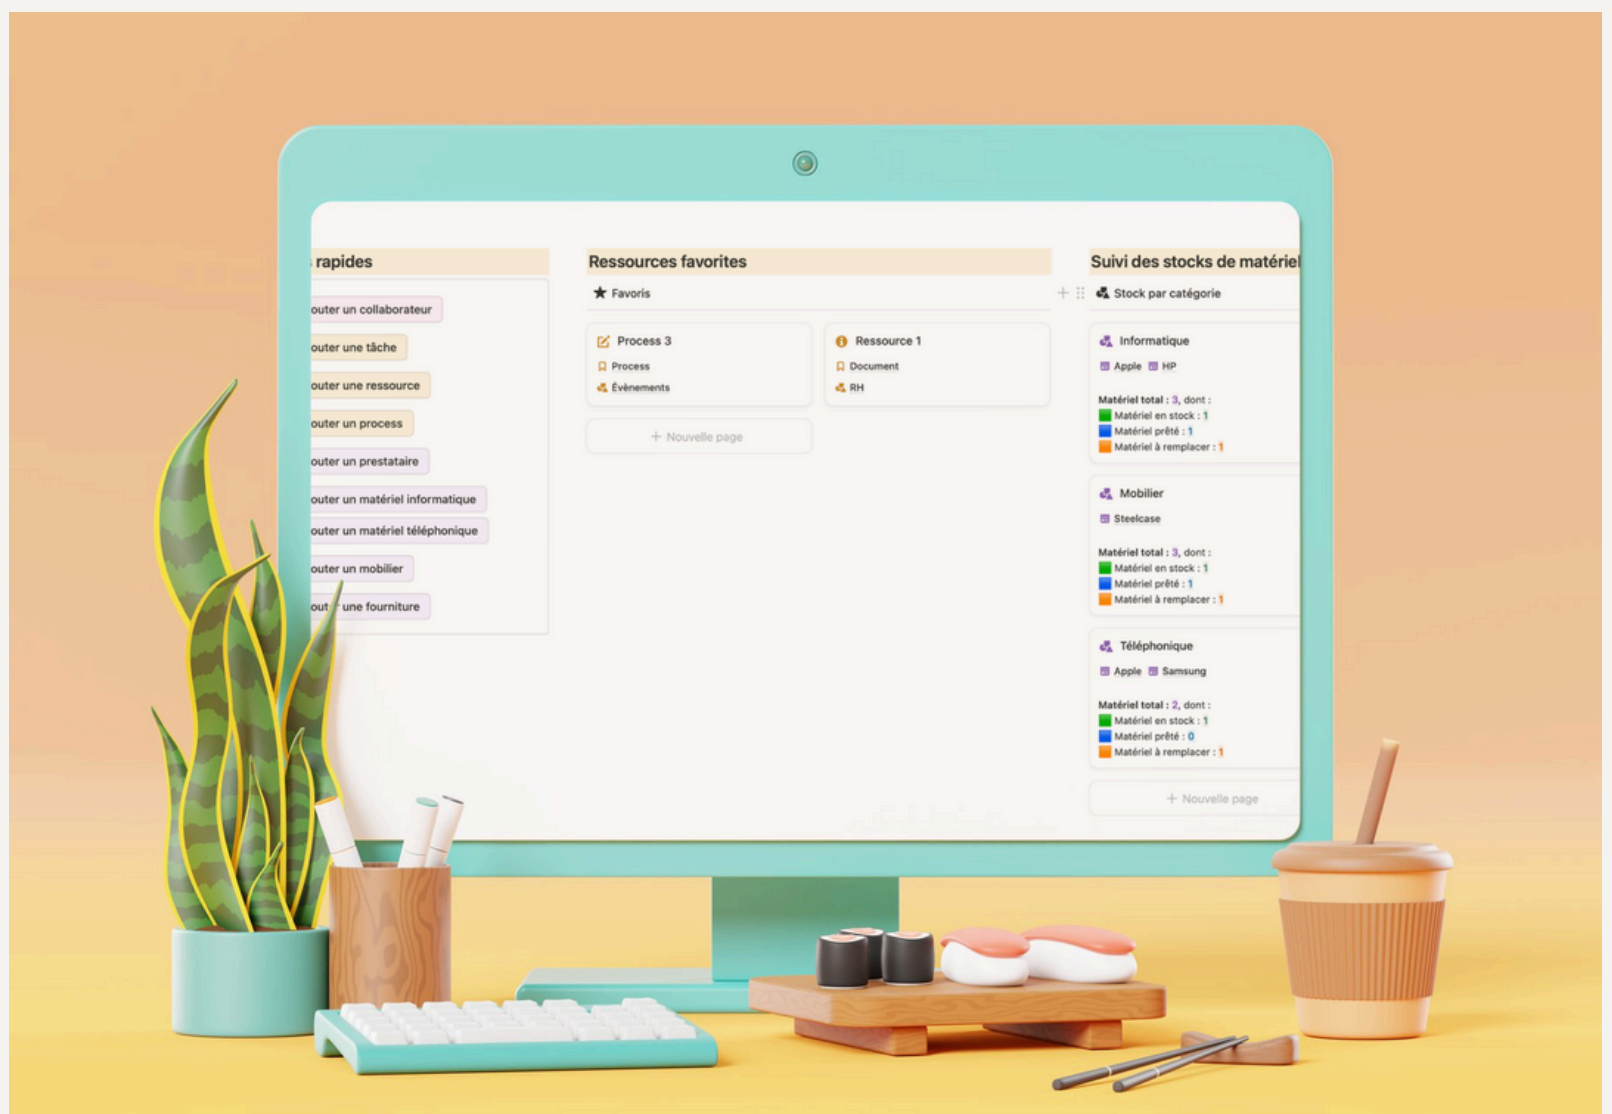 rapides
outer un collaborateur
outer une tâche
outer une ressource
outer un process
outer un prestataire
outer un matériel informatique
outer un matériel téléphonique
outer un mobilier
outer une fourniture
Ressources favorites
Favoris
Process 3
Process
Évènements
Ressource 1
Document
RH
+ Nouvelle page
Suivi des stocks de matériel
Stock par catégorie
Informatique
Apple HP
Matériel total : 3, dont :
Matériel en stock : 1
Matériel prêté : 1
Matériel à remplacer : 1
Mobilier
Steelcase
Matériel total : 3, dont :
Matériel en stock : 1
Matériel prêté : 1
Matériel à remplacer : 1
Téléphonique
Apple Samsung
Matériel total : 2, dont :
Matériel en stock : 1
Matériel prêté : 0
Matériel à remplacer : 1
+ Nouvelle page